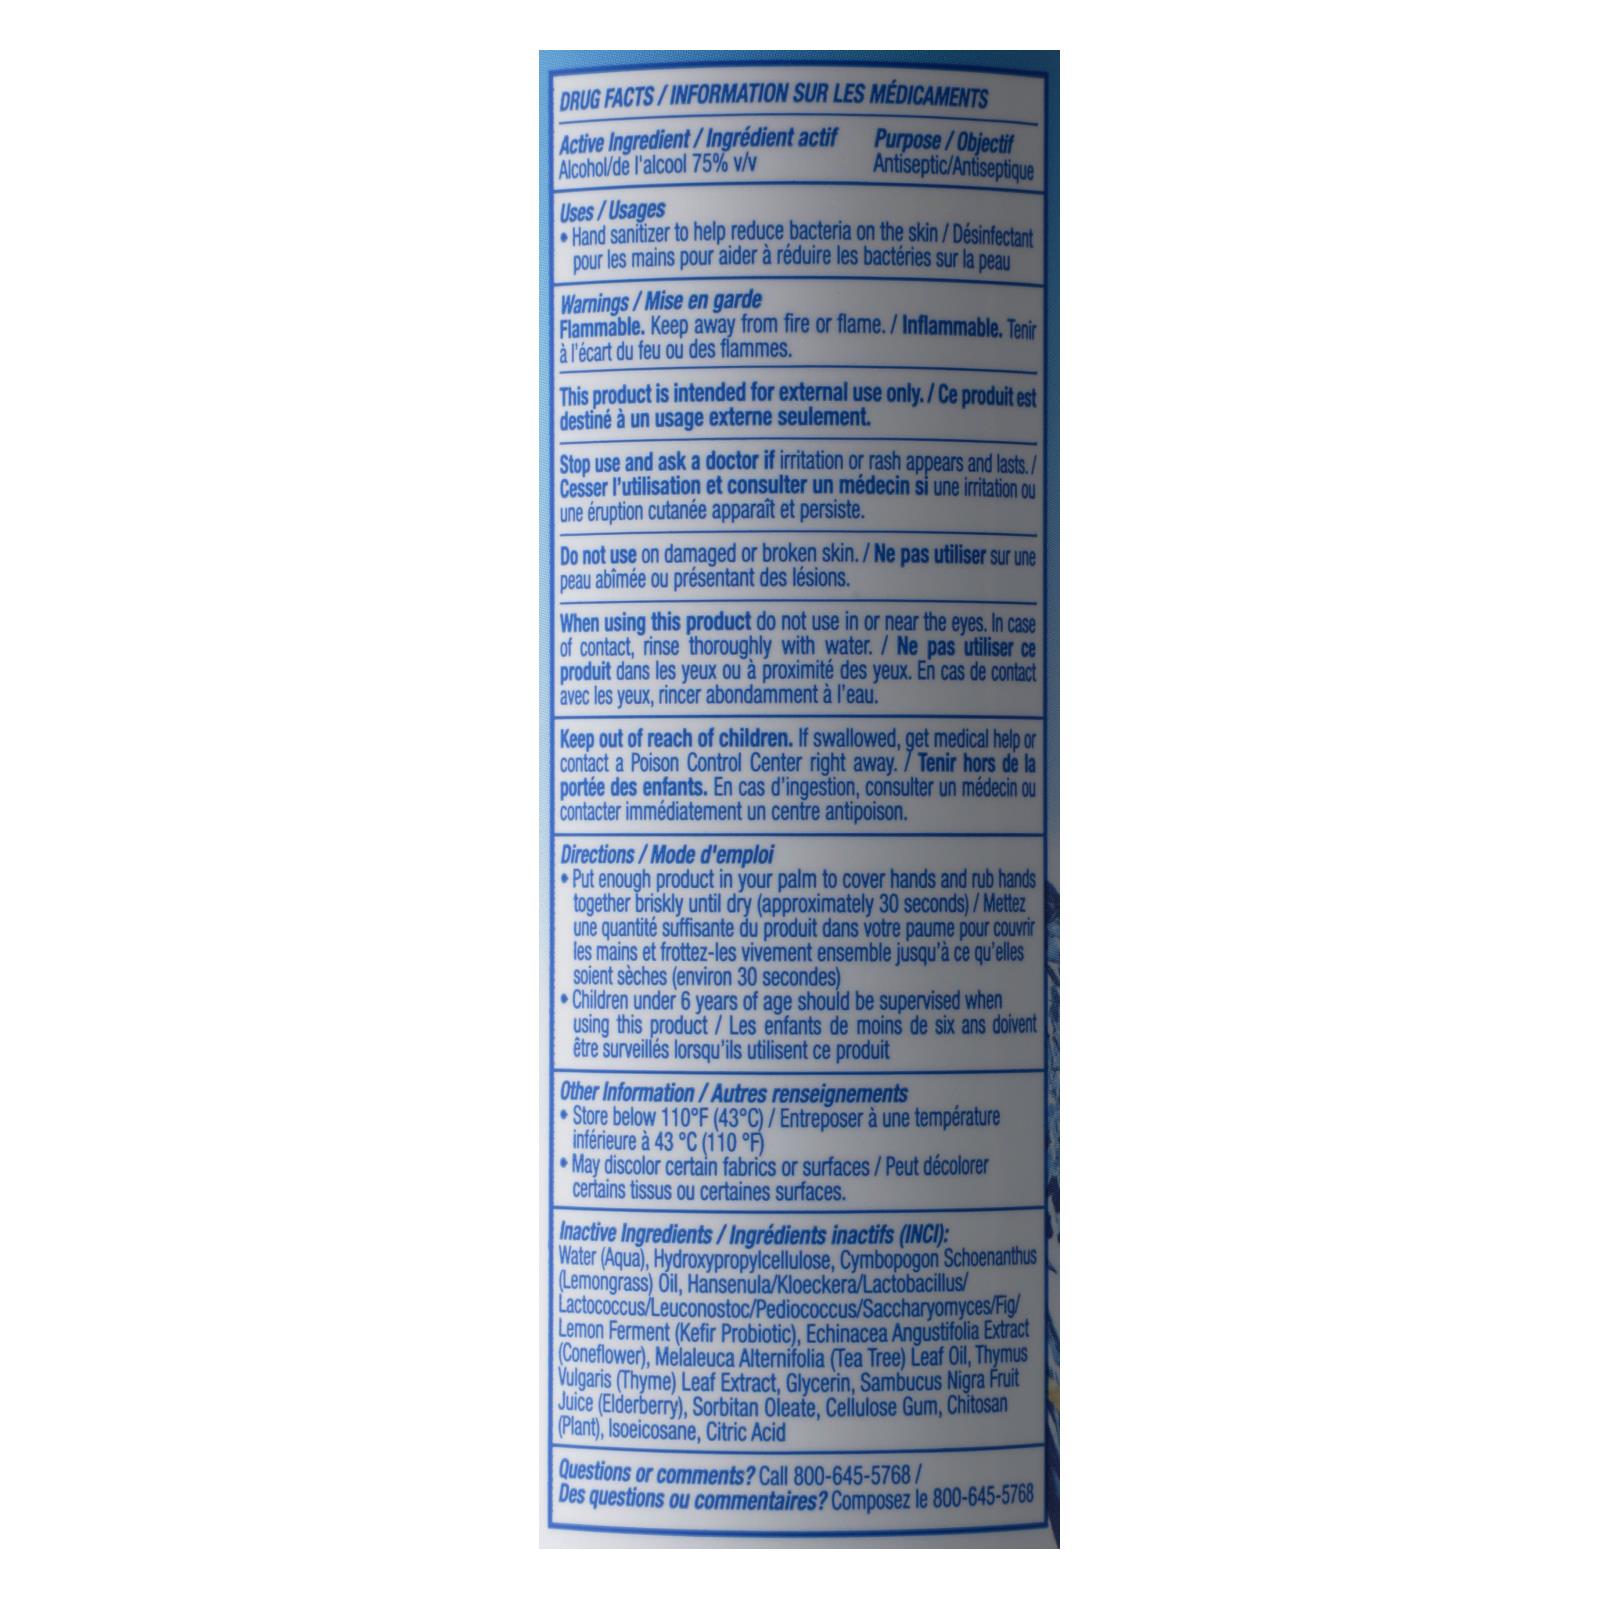 DRUG FACTS / INFORMATION SUR LES MÉDICAMENTS
Active Ingredient / Ingrédient actif Purpose / Objectif
Alcohol/de l'alcool 75% v/v Antiseptic/Antiseptique
Uses / Usages
• Hand sanitizer to help reduce bacteria on the skin / Désinfectant
pour les mains pour aider à réduire les bactéries sur la peau
Warnings / Mise en garde
Flammable. Keep away from fire or flame. / Inflammable. Tenir
à l'écart du feu ou des flammes.
This product is intended for external use only. / Ce produit est
destiné à un usage externe seulement.
Stop use and ask a doctor if irritation or rash appears and lasts. /
Cesser l'utilisation et consulter un médecin si une irritation ou
une éruption cutanée apparaît et persiste.
Do not use on damaged or broken skin. / Ne pas utiliser sur une
peau abîmée ou présentant des lésions.
When using this product do not use in or near the eyes. In case
of contact, rinse thoroughly with water. / Ne pas utiliser ce
produit dans les yeux ou à proximité des yeux. En cas de contact
avec les yeux, rincer abondamment à l'eau.
Keep out of reach of children. If swallowed, get medical help or
contact a Poison Control Center right away. / Tenir hors de la
portée des enfants. En cas d'ingestion, consulter un médecin ou
contacter immédiatement un centre antipoison.
Directions / Mode d'emploi
• Put enough product in your palm to cover hands and rub hands
together briskly until dry (approximately 30 seconds) / Mettez
une quantité suffisante du produit dans votre paume pour couvrir
les mains et frottez-les vivement ensemble jusqu'à ce qu'elles
soient sèches (environ 30 secondes)
• Children under 6 years of age should be supervised when
using this product / Les enfants de moins de six ans doivent
être surveillés lorsqu'ils utilisent ce produit
Other Information / Autres renseignements
• Store below 110°F (43°C) / Entreposer à une température
inférieure à 43 °C (110 °F)
• May discolor certain fabrics or surfaces / Peut décolorer
certains tissus ou certaines surfaces.
Inactive Ingredients / Ingrédients inactifs (INCI):
Water (Aqua), Hydroxypropylcellulose, Cymbopogon Schoenanthus
(Lemongrass) Oil, Hansenula/Kloeckera/Lactobacillus/
Lactococcus/Leuconostoc/Pediococcus/Saccharyomyces/Fig/
Lemon Ferment (Kefir Probiotic), Echinacea Angustifolia Extract
(Coneflower), Melaleuca Alternifolia (Tea Tree) Leaf Oil, Thymus
Vulgaris (Thyme) Leaf Extract, Glycerin, Sambucus Nigra Fruit
Juice (Elderberry), Sorbitan Oleate, Cellulose Gum, Chitosan
(Plant), Isoeicosane, Citric Acid
Questions or comments? Call 800-645-5768 /
Des questions ou commentaires? Composez le 800-645-5768